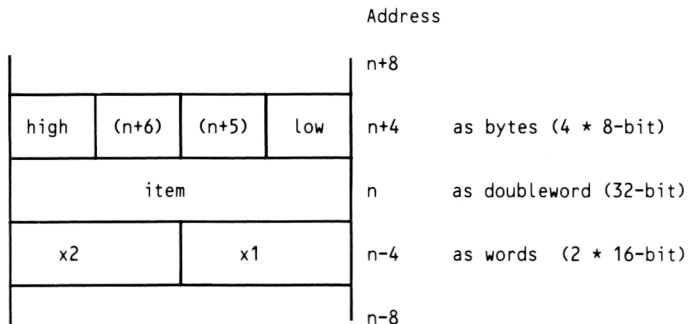 Address
n+8
high (n+6) (n+5) low n+4 as bytes (4 * 8-bit)
item n as doubleword (32-bit)
x2 x1 n-4 as words (2 * 16-bit)
n-8